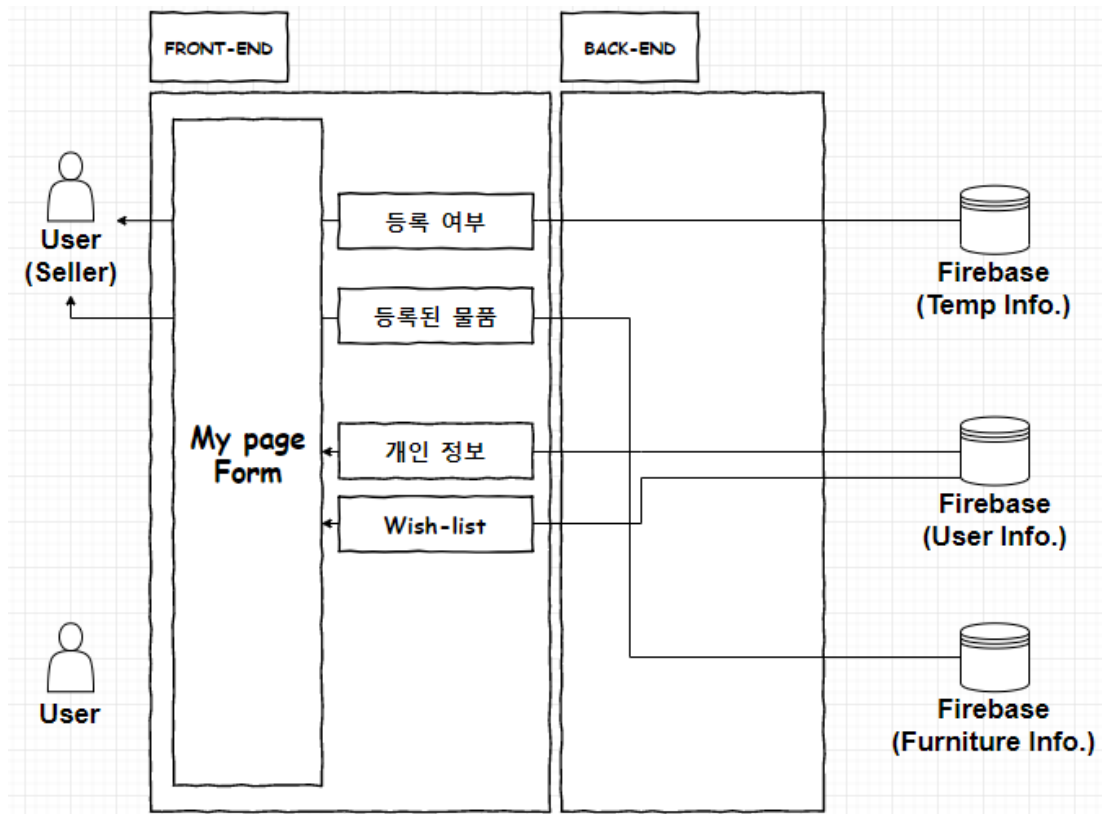 FRONT-END
BACK-END
User
(Seller)
등록 여부
Firebase
(Temp Info.)
등록된 물품
My page
Form
개인 정보
Wish-list
Firebase
(User Info.)
User
Firebase
(Furniture Info.)